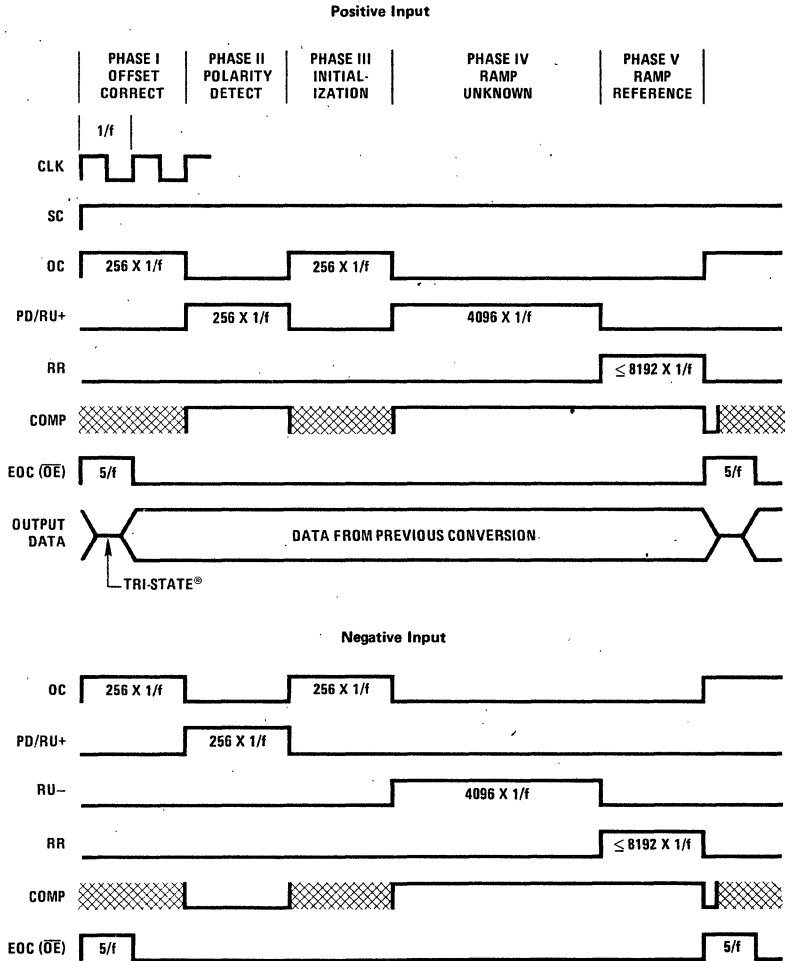 Positive Input
PHASE I OFFSET CORRECT
PHASE II POLARITY DETECT
PHASE III INITIAL-IZATION
PHASE IV RAMP UNKNOWN
PHASE V RAMP REFERENCE
1/f
CLK
SC
OC 256 X 1/f 256 X 1/f
PD/RU+ 256 X 1/f 4096 X 1/f
RR ≤ 8192 X 1/f
COMP
EOC (O̅E̅) 5/f 5/f
OUTPUT DATA DATA FROM PREVIOUS CONVERSION
TRI-STATE®
Negative Input
OC 256 X 1/f 256 X 1/f
PD/RU+ 256 X 1/f
RU− 4096 X 1/f
RR ≤ 8192 X 1/f
COMP
EOC (O̅E̅) 5/f 5/f